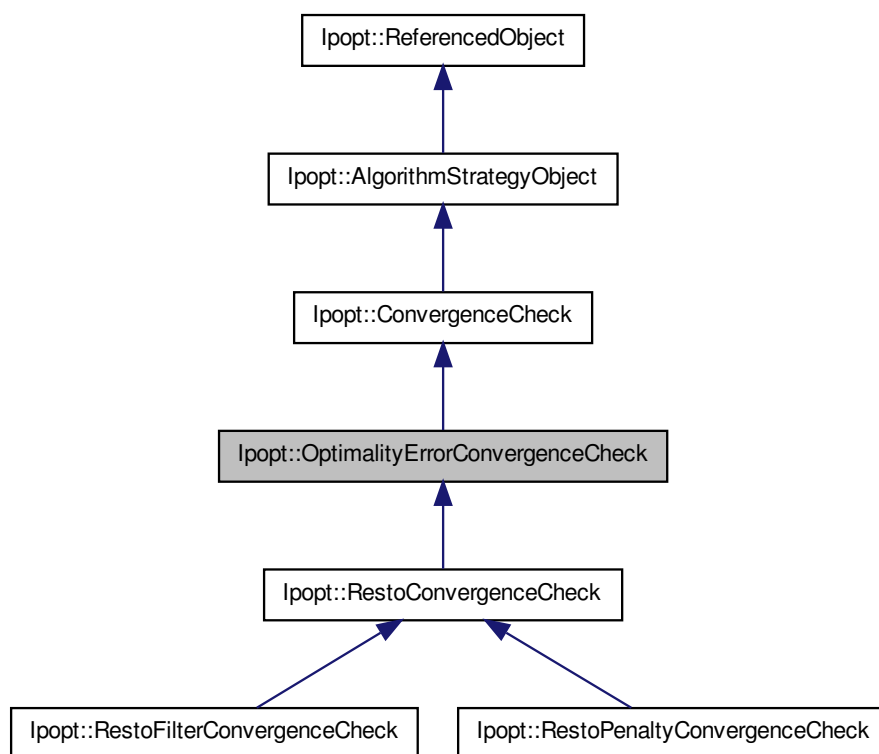 Ipopt::ReferencedObject
Ipopt::AlgorithmStrategyObject
Ipopt::ConvergenceCheck
Ipopt::OptimalityErrorConvergenceCheck
Ipopt::RestoConvergenceCheck
Ipopt::RestoFilterConvergenceCheck
Ipopt::RestoPenaltyConvergenceCheck